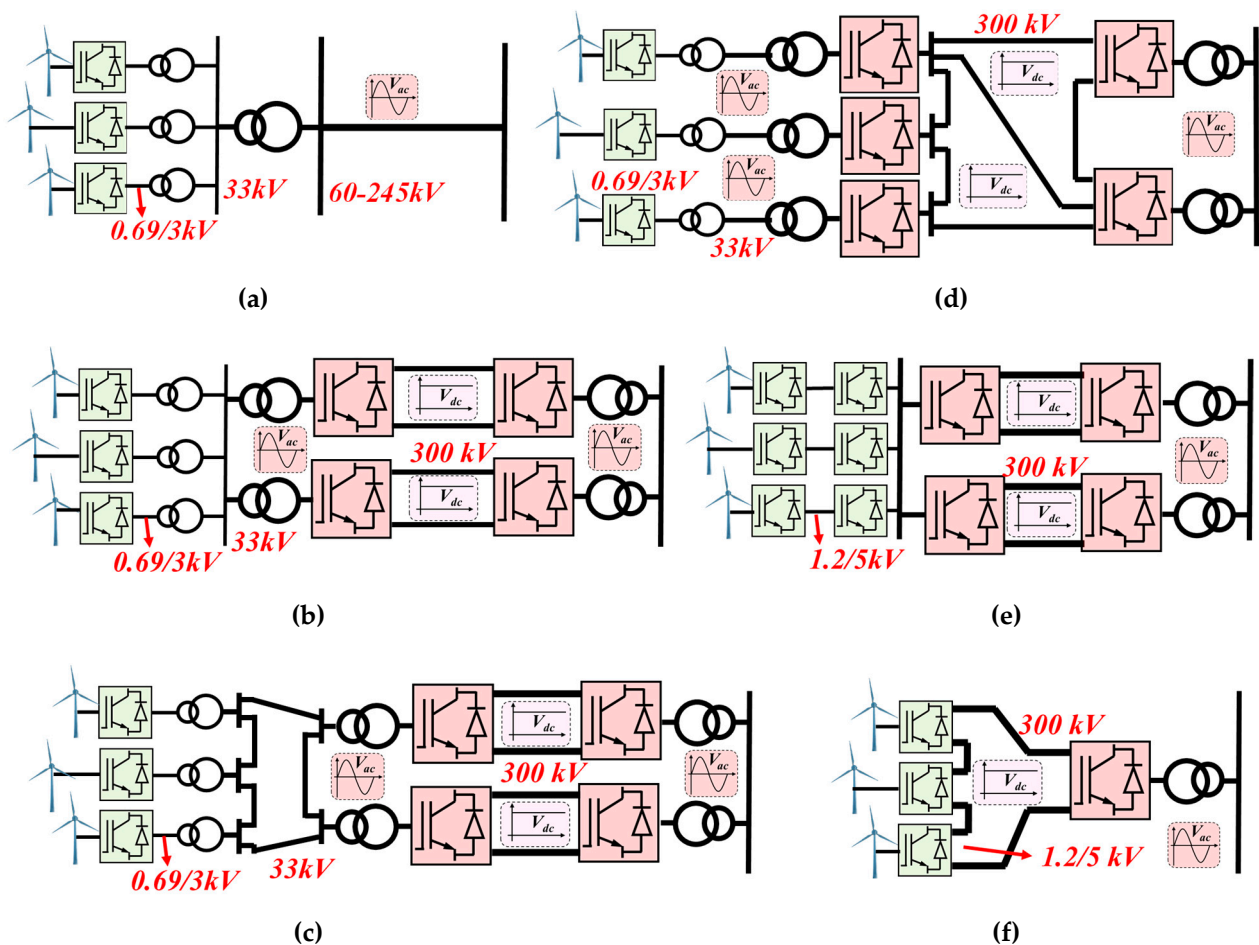 V_ac
33kV
60-245kV
0.69/3kV
(a)
300 kV
V_dc
V_ac
V_ac
V_ac
0.69/3kV
V_dc
33kV
(d)
V_dc
V_ac
V_ac
300 kV
V_dc
33kV
0.69/3kV
(b)
V_dc
V_ac
300 kV
V_dc
1.2/5kV
(e)
V_dc
V_ac
V_ac
300 kV
V_dc
33kV
0.69/3kV
(c)
300 kV
V_dc
V_ac
1.2/5 kV
(f)